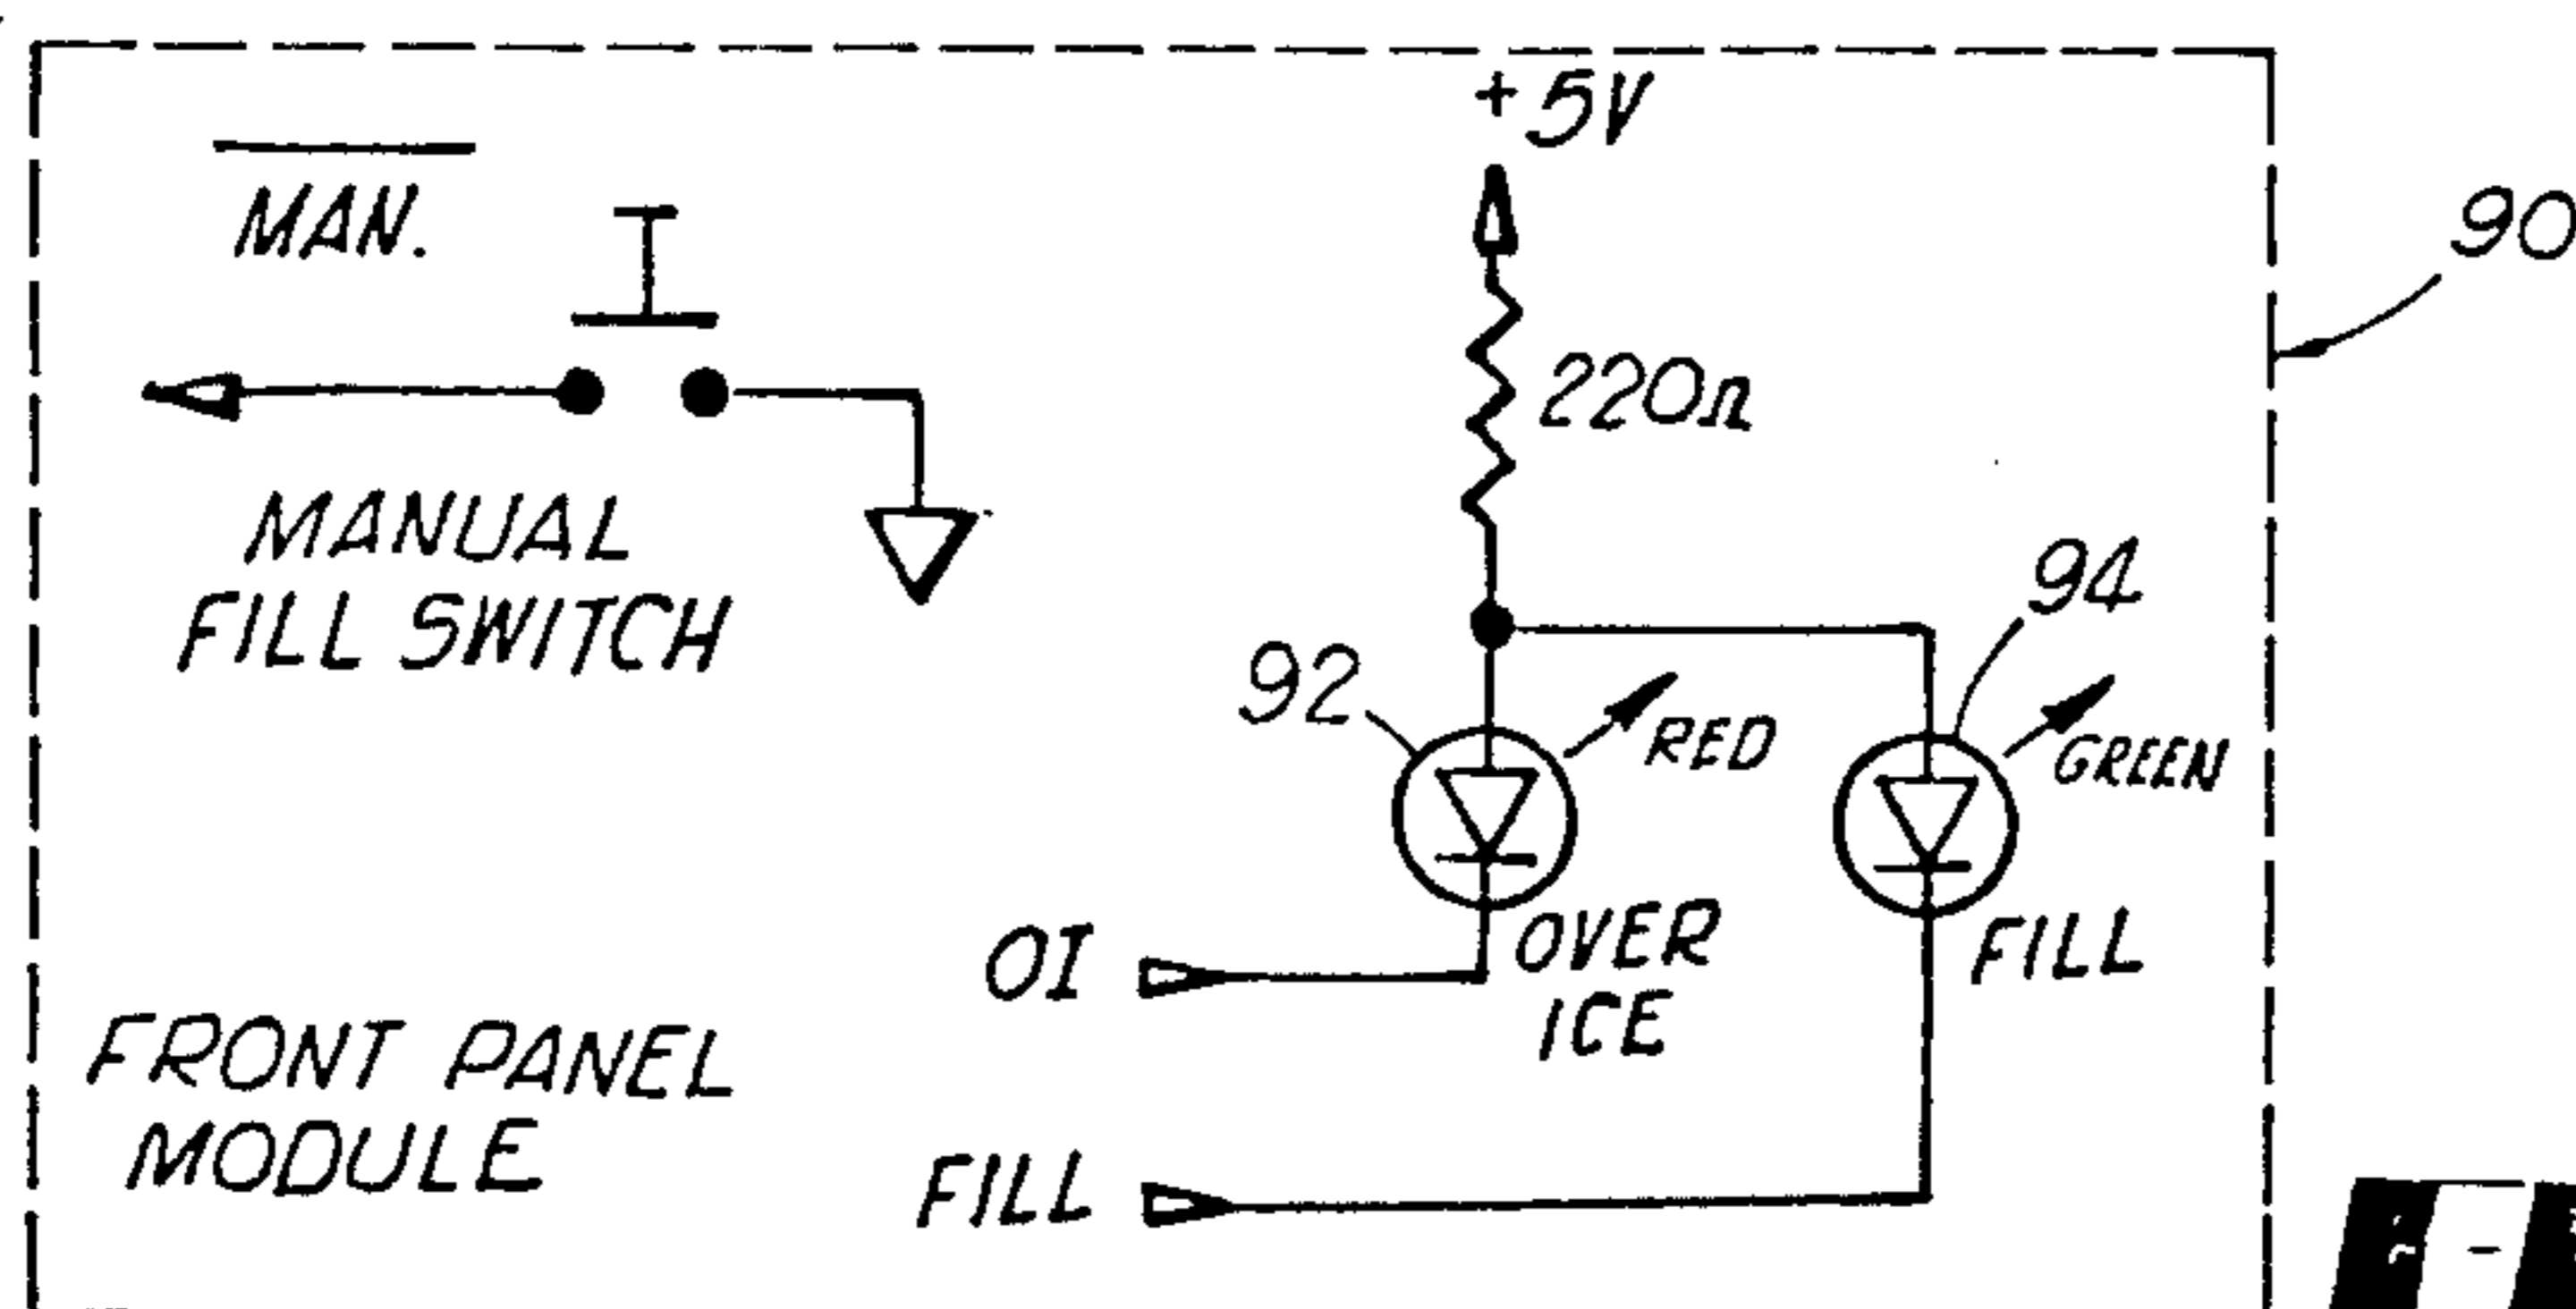 +5V
MAN.
90
220Ω
MANUAL
FILL SWITCH
94
92
RED
GREEN
OI
OVER
ICE
FILL
FRONT PANEL
MODULE
FILL